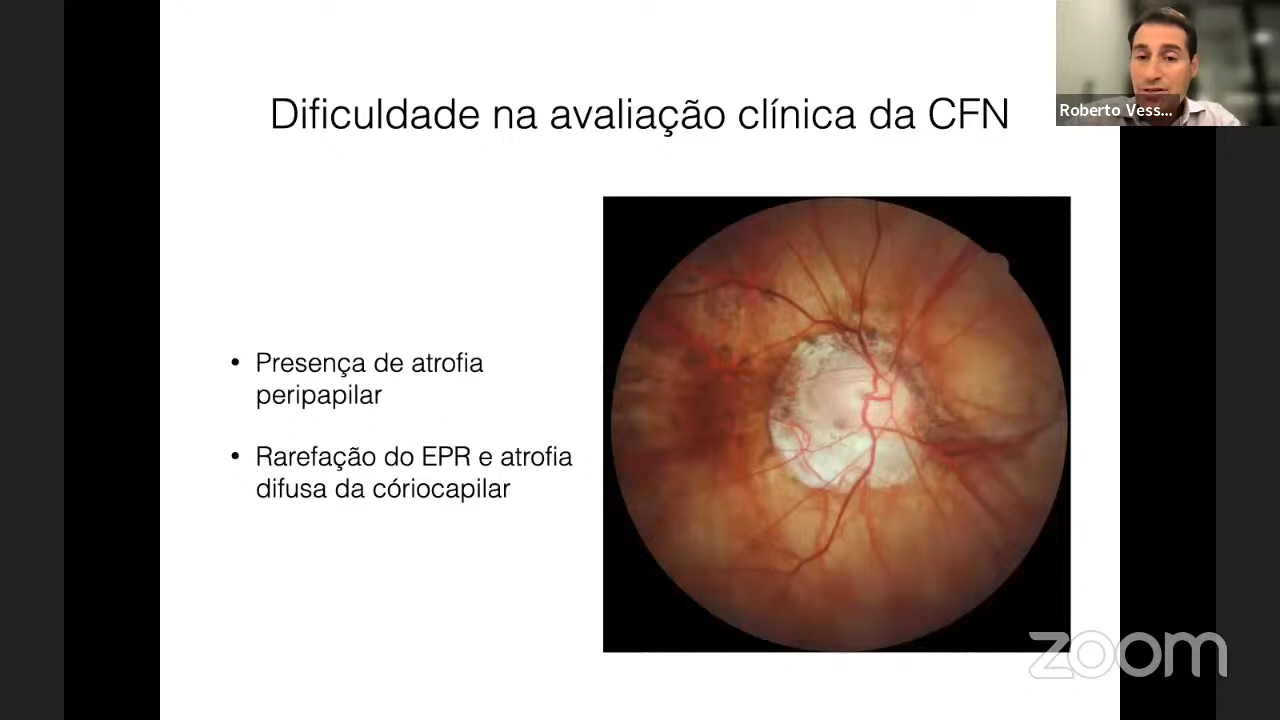 Dificuldade na avaliação clínica da CFN
Roberto Vess...
• Presença de atrofia
peripapilar
• Rarefação do EPR e atrofia
difusa da córiocapilar
zoom